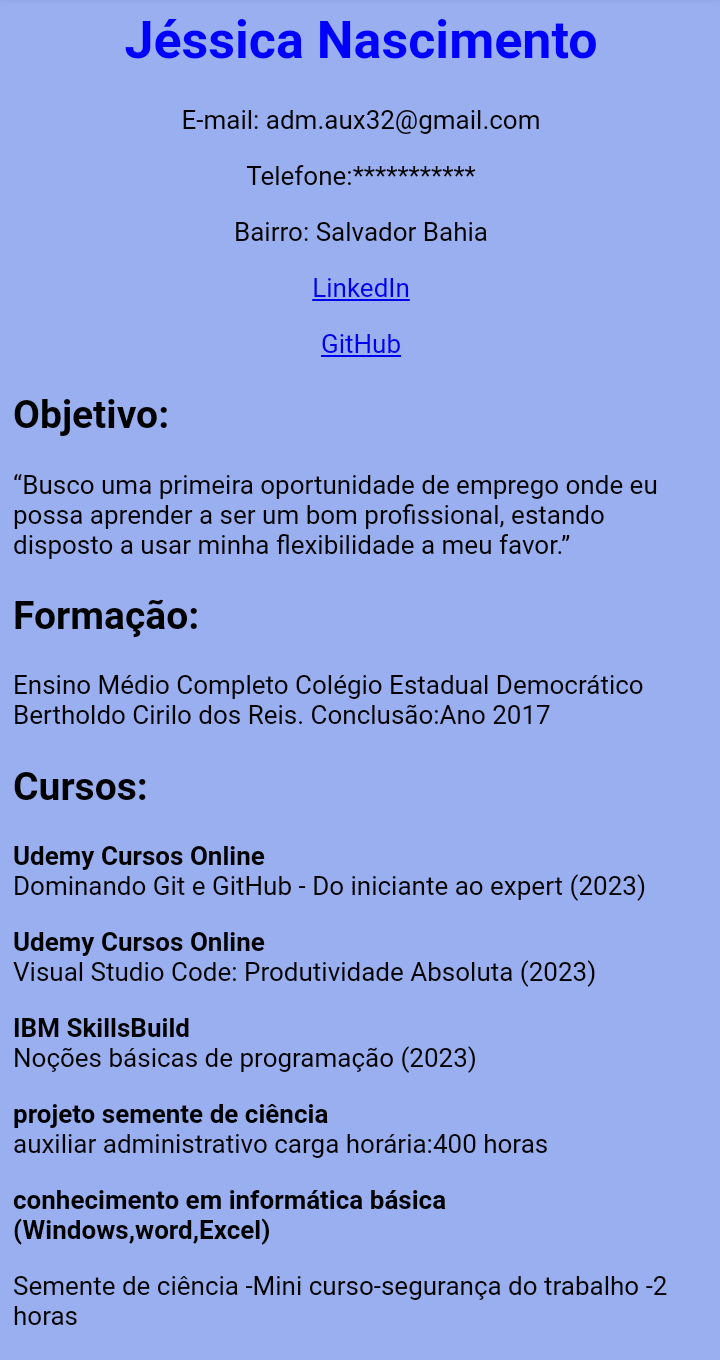 Jéssica Nascimento
E-mail: adm.aux32@gmail.com
Telefone:***********
Bairro: Salvador Bahia
LinkedIn
GitHub
Objetivo:
“Busco uma primeira oportunidade de emprego onde eu
possa aprender a ser um bom profissional, estando
disposto a usar minha flexibilidade a meu favor.”
Formação:
Ensino Médio Completo Colégio Estadual Democrático
Bertholdo Cirilo dos Reis. Conclusão:Ano 2017
Cursos:
Udemy Cursos Online
Dominando Git e GitHub - Do iniciante ao expert (2023)
Udemy Cursos Online
Visual Studio Code: Produtividade Absoluta (2023)
IBM SkillsBuild
Noções básicas de programação (2023)
projeto semente de ciência
auxiliar administrativo carga horária:400 horas
conhecimento em informática básica
(Windows,word,Excel)
Semente de ciência -Mini curso-segurança do trabalho -2
horas